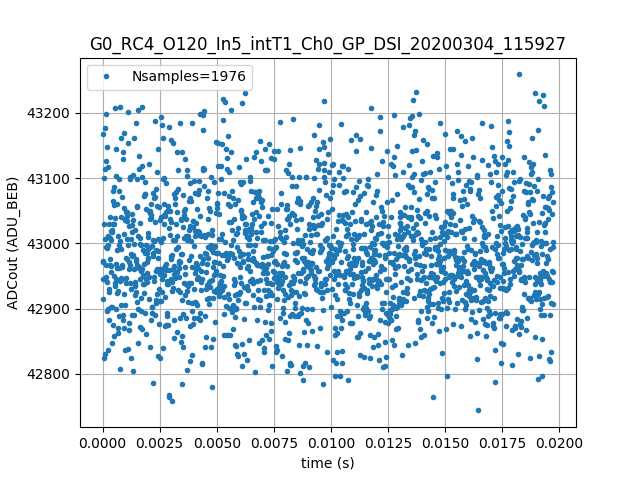 G0_RC4_O120_In5_intT1_Ch0_GP_DSI_20200304_115927
Nsamples=1976
43200
43100
43000
42900
42800
ADCout (ADU_BEB)
0.0000 0.0025 0.0050 0.0075 0.0100 0.0125 0.0150 0.0175 0.0200
time (s)